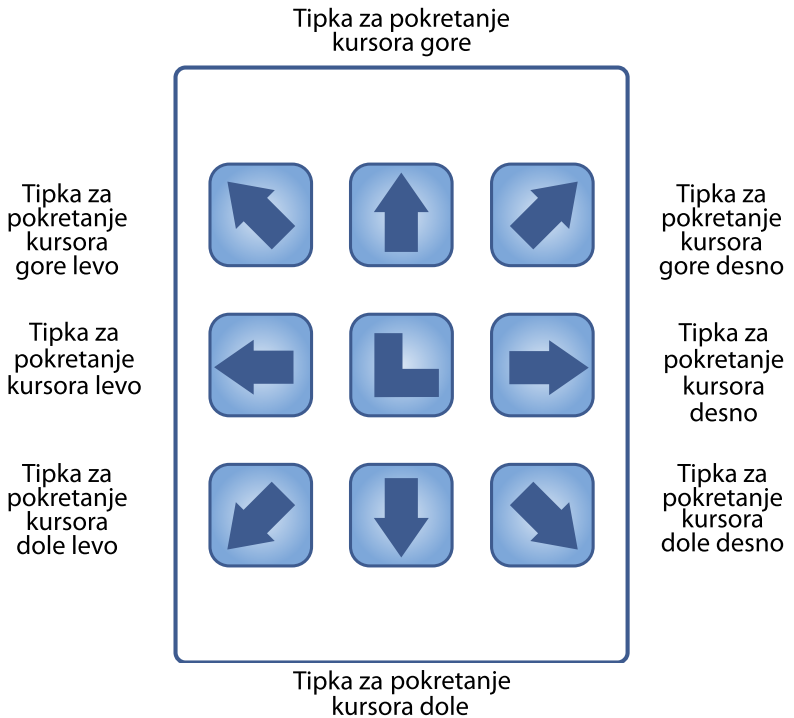 Tipka za pokretanje
kursora gore
Tipka za
pokretanje
kursora
gore levo
Tipka za
pokretanje
kursora
gore desno
Tipka za
pokretanje
kursora levo
Tipka za
pokretanje
kursora
desno
Tipka za
pokretanje
kursora
dole levo
Tipka za
pokretanje
kursora
dole desno
Tipka za pokretanje
kursora dole